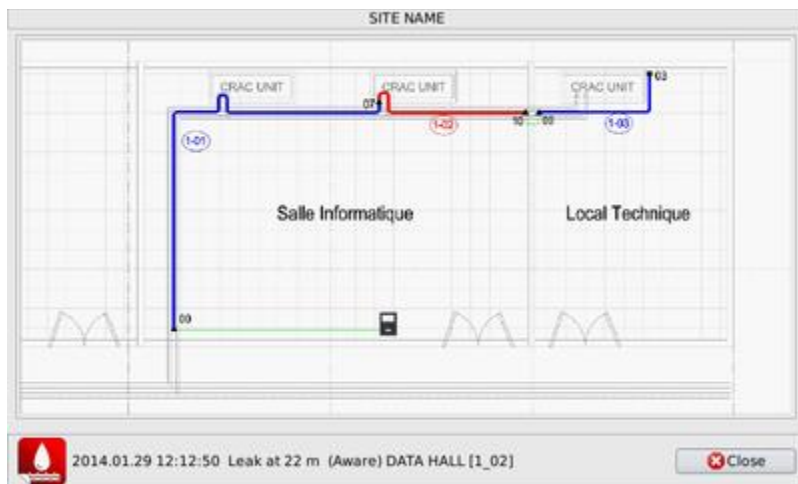 SITE NAME
CRAC UNIT
CRAC UNIT
CRAC UNIT
03
07
10
00
1-01
1-02
1-03
Salle Informatique
Local Technique
00
2014.01.29 12:12:50 Leak at 22 m (Aware) DATA HALL [1_02]
Close